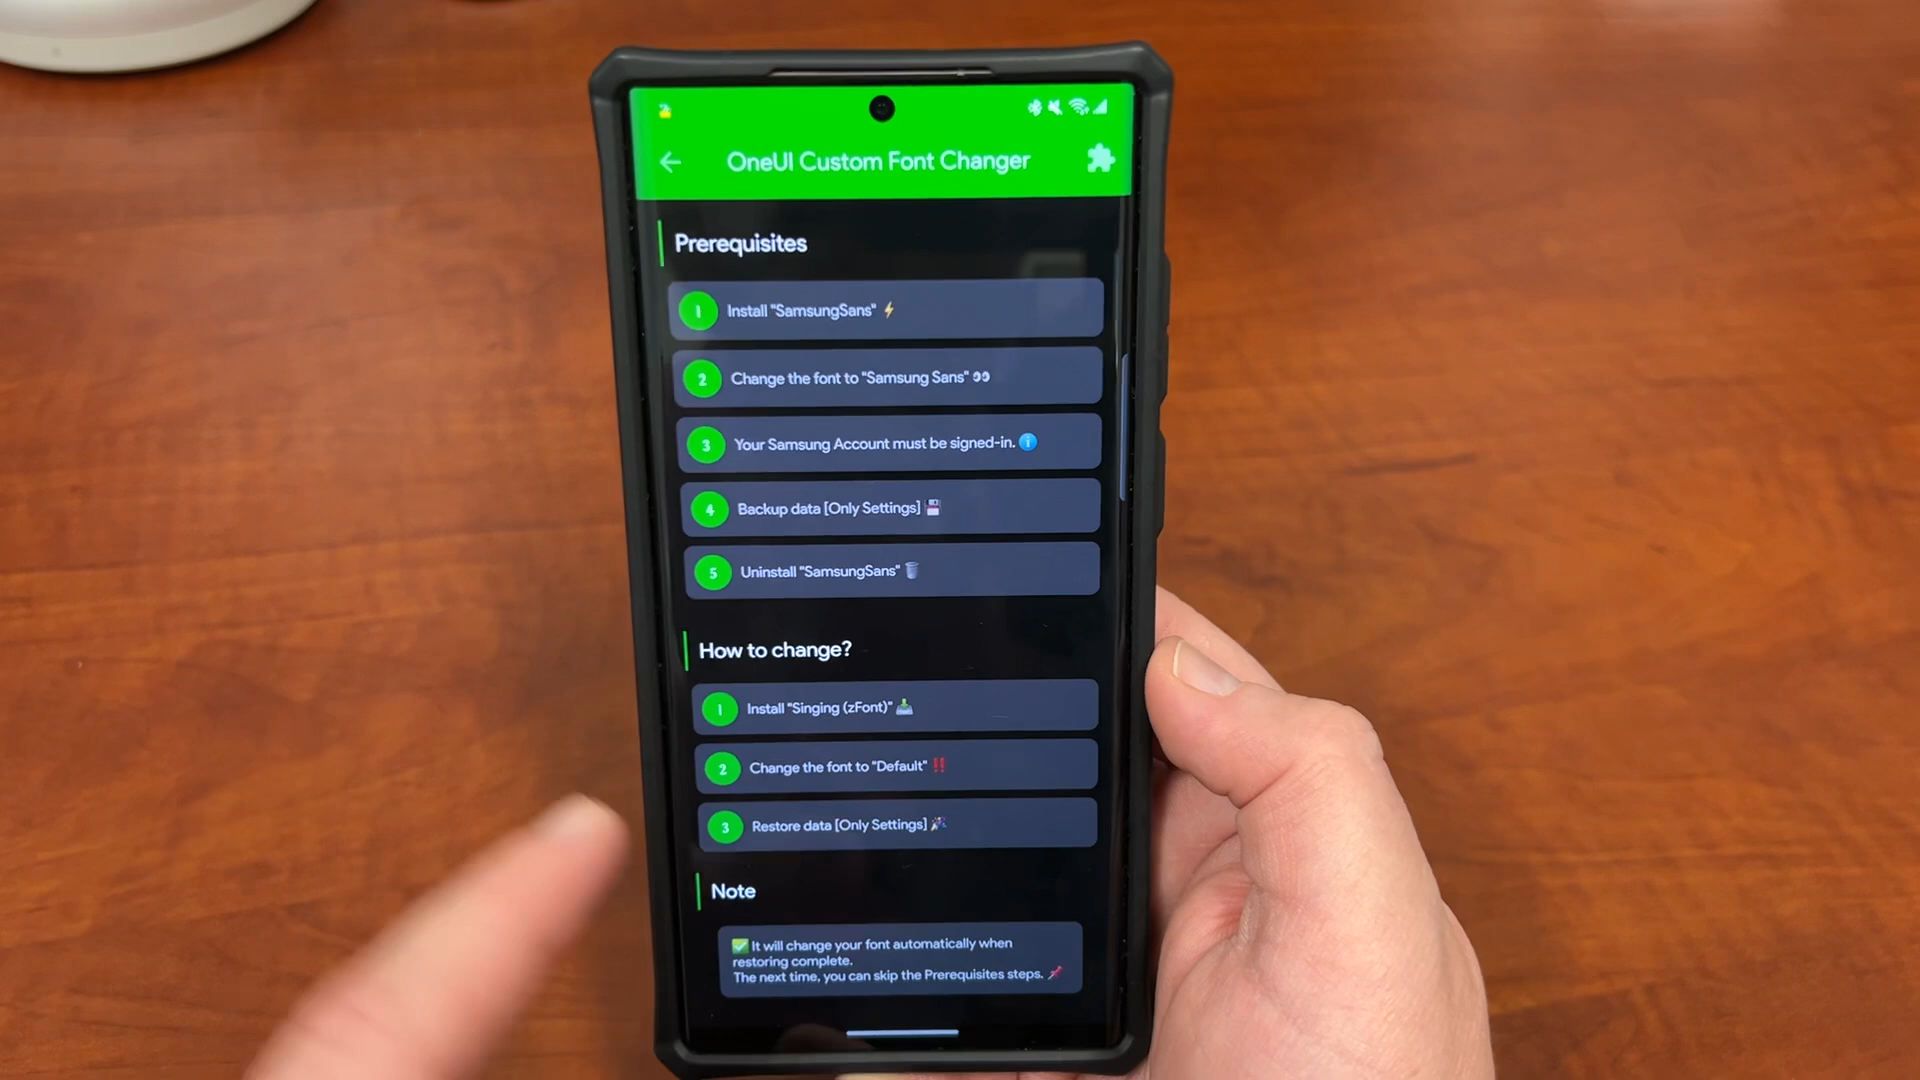 OneUI Custom Font Changer
Prerequisites
1 Install "SamsungSans" ⚡
2 Change the font to "Samsung Sans" 👀
3 Your Samsung Account must be signed-in. ℹ️
4 Backup data [Only Settings] 💾
5 Uninstall "SamsungSans" 🗑️
How to change?
1 Install "Singing (zFont)" 📥
2 Change the font to "Default" ‼️
3 Restore data [Only Settings] 🎉
Note
✅ It will change your font automatically when
restoring complete.
The next time, you can skip the Prerequisites steps. 📌